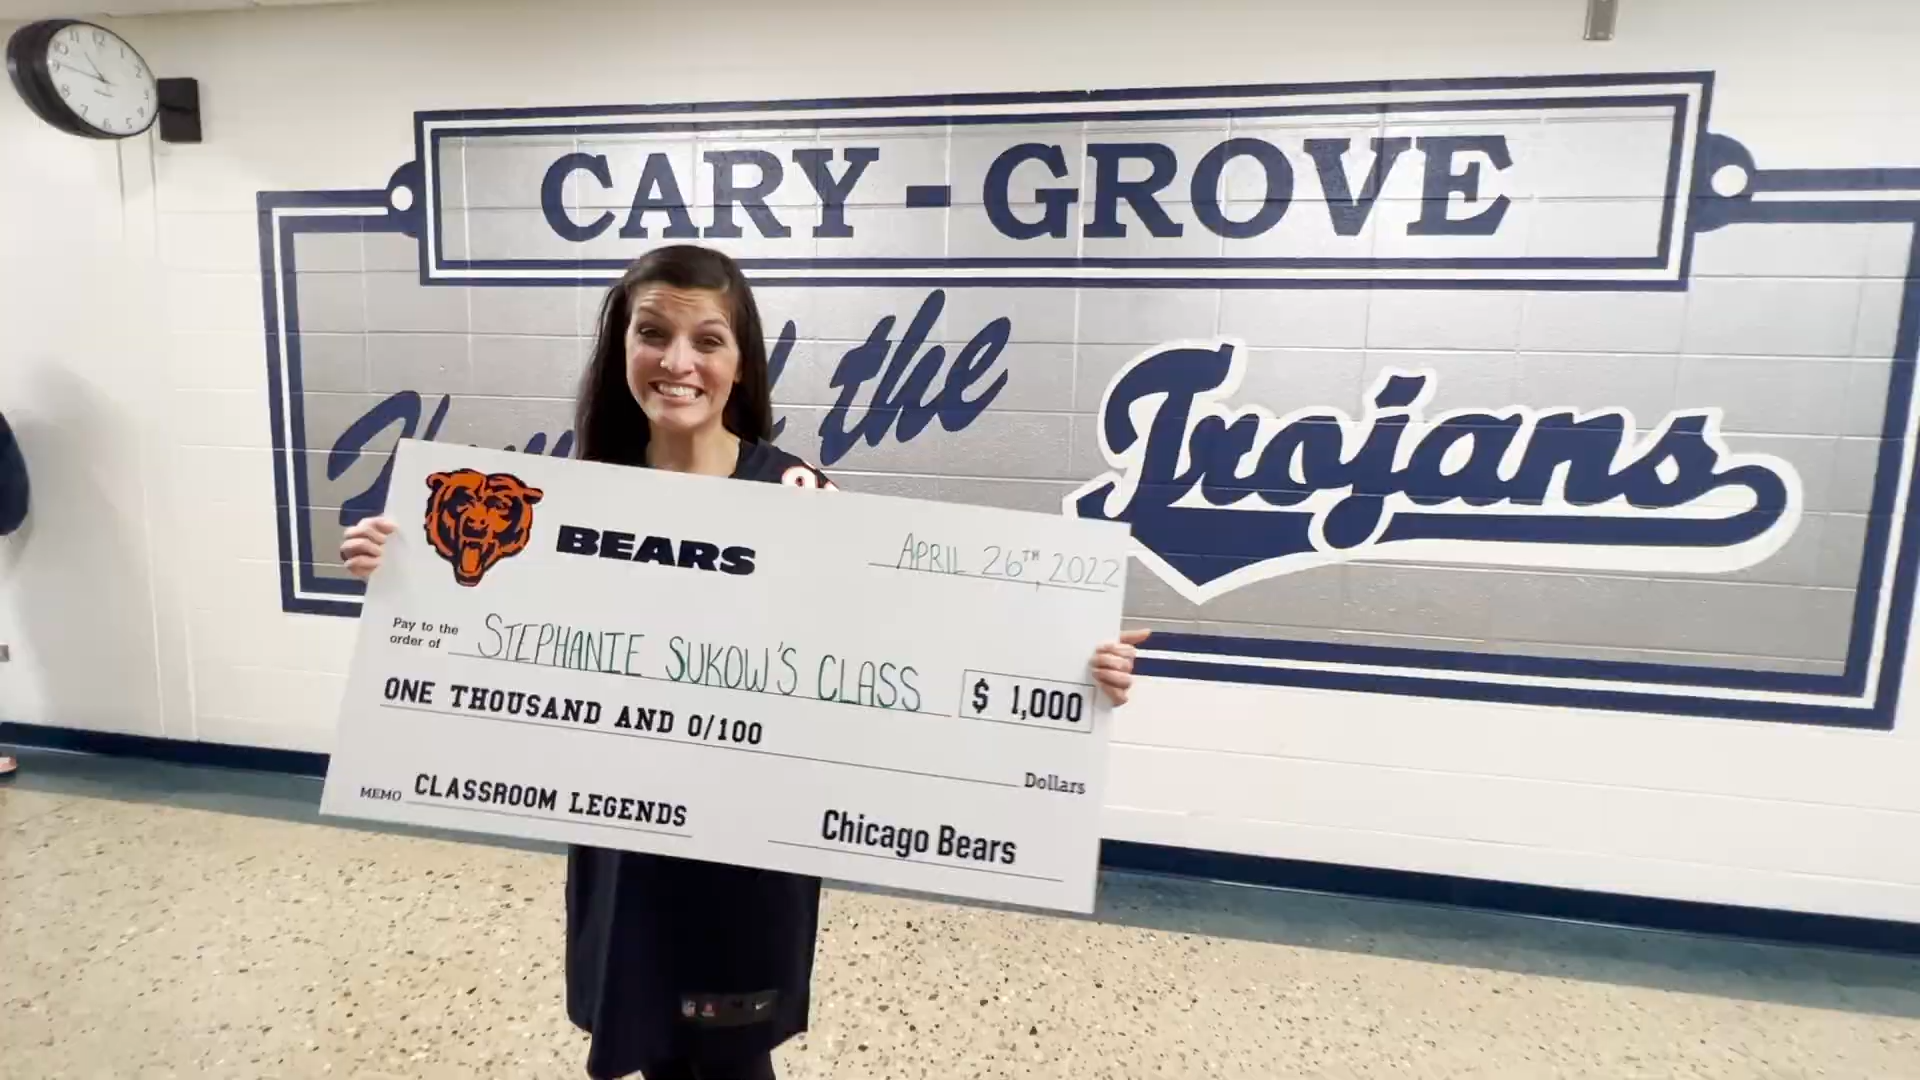 CARY - GROVE
the
Trojans
BEARS
APRIL 26TH, 2022
Pay to the
order of
STEPHANIE SUKOW'S CLASS
$ 1,000
ONE THOUSAND AND 0/100
Dollars
MEMO CLASSROOM LEGENDS
Chicago Bears